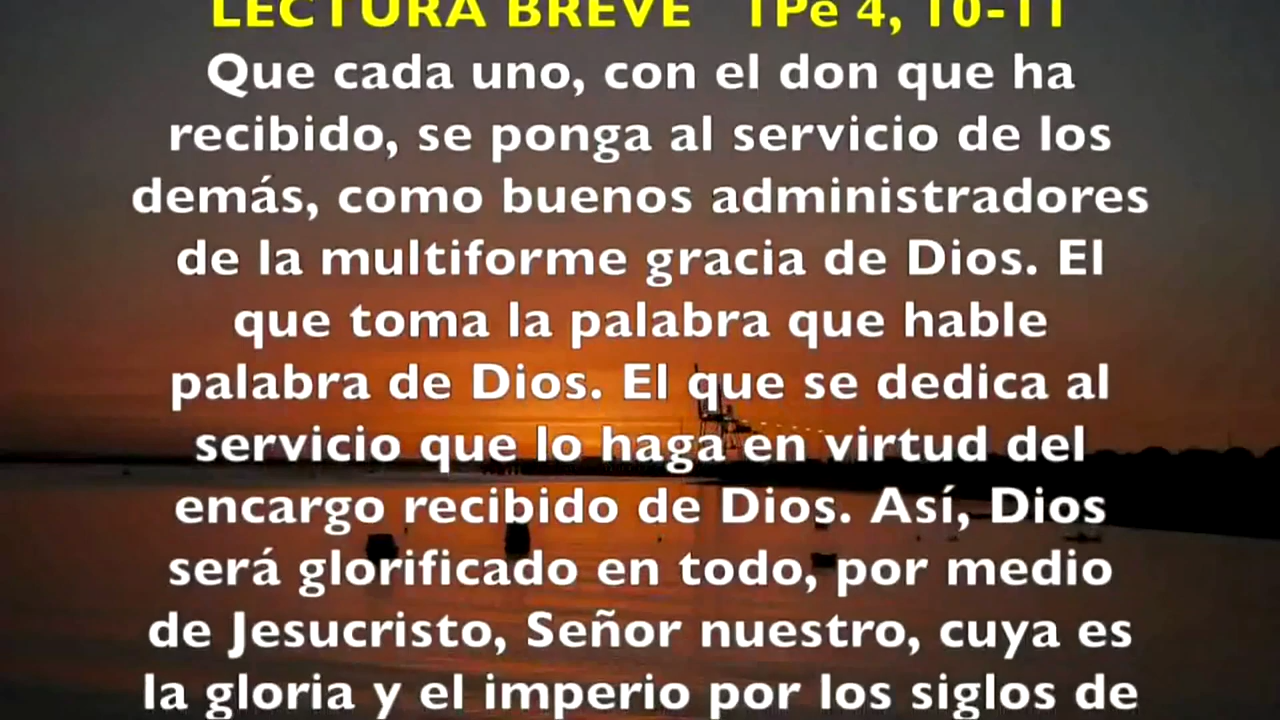 LECTURA BREVE 1Pe 4, 10-11
Que cada uno, con el don que ha
recibido, se ponga al servicio de los
demás, como buenos administradores
de la multiforme gracia de Dios. El
que toma la palabra que hable
palabra de Dios. El que se dedica al
servicio que lo haga en virtud del
encargo recibido de Dios. Así, Dios
será glorificado en todo, por medio
de Jesucristo, Señor nuestro, cuya es
la gloria y el imperio por los siglos de